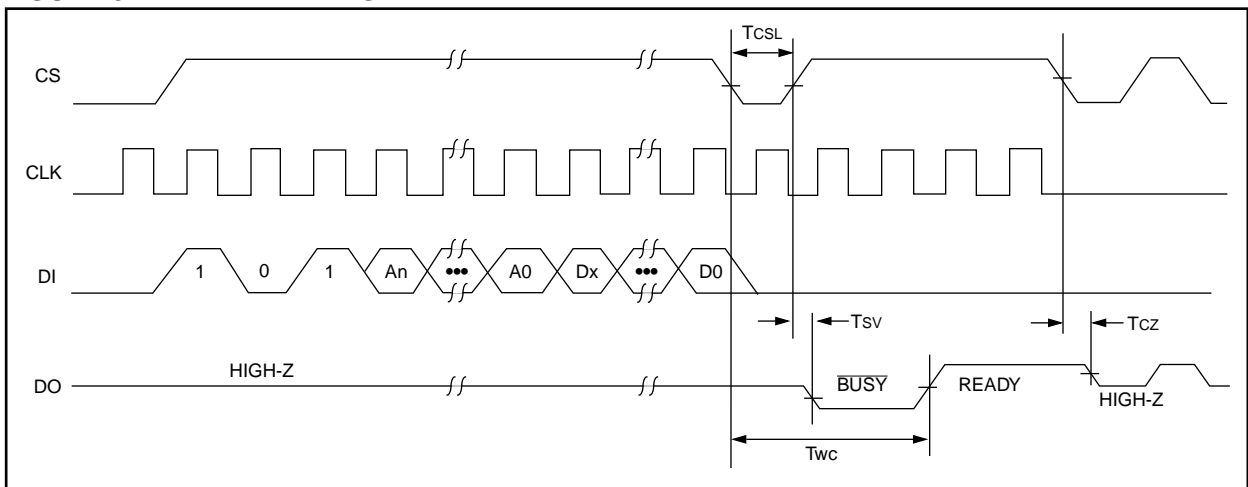 TCSL
CS
CLK
DI
1 0 1 An ••• A0 Dx ••• D0
TSV
TCZ
DO
HIGH-Z
BUSY
READY
HIGH-Z
TWC